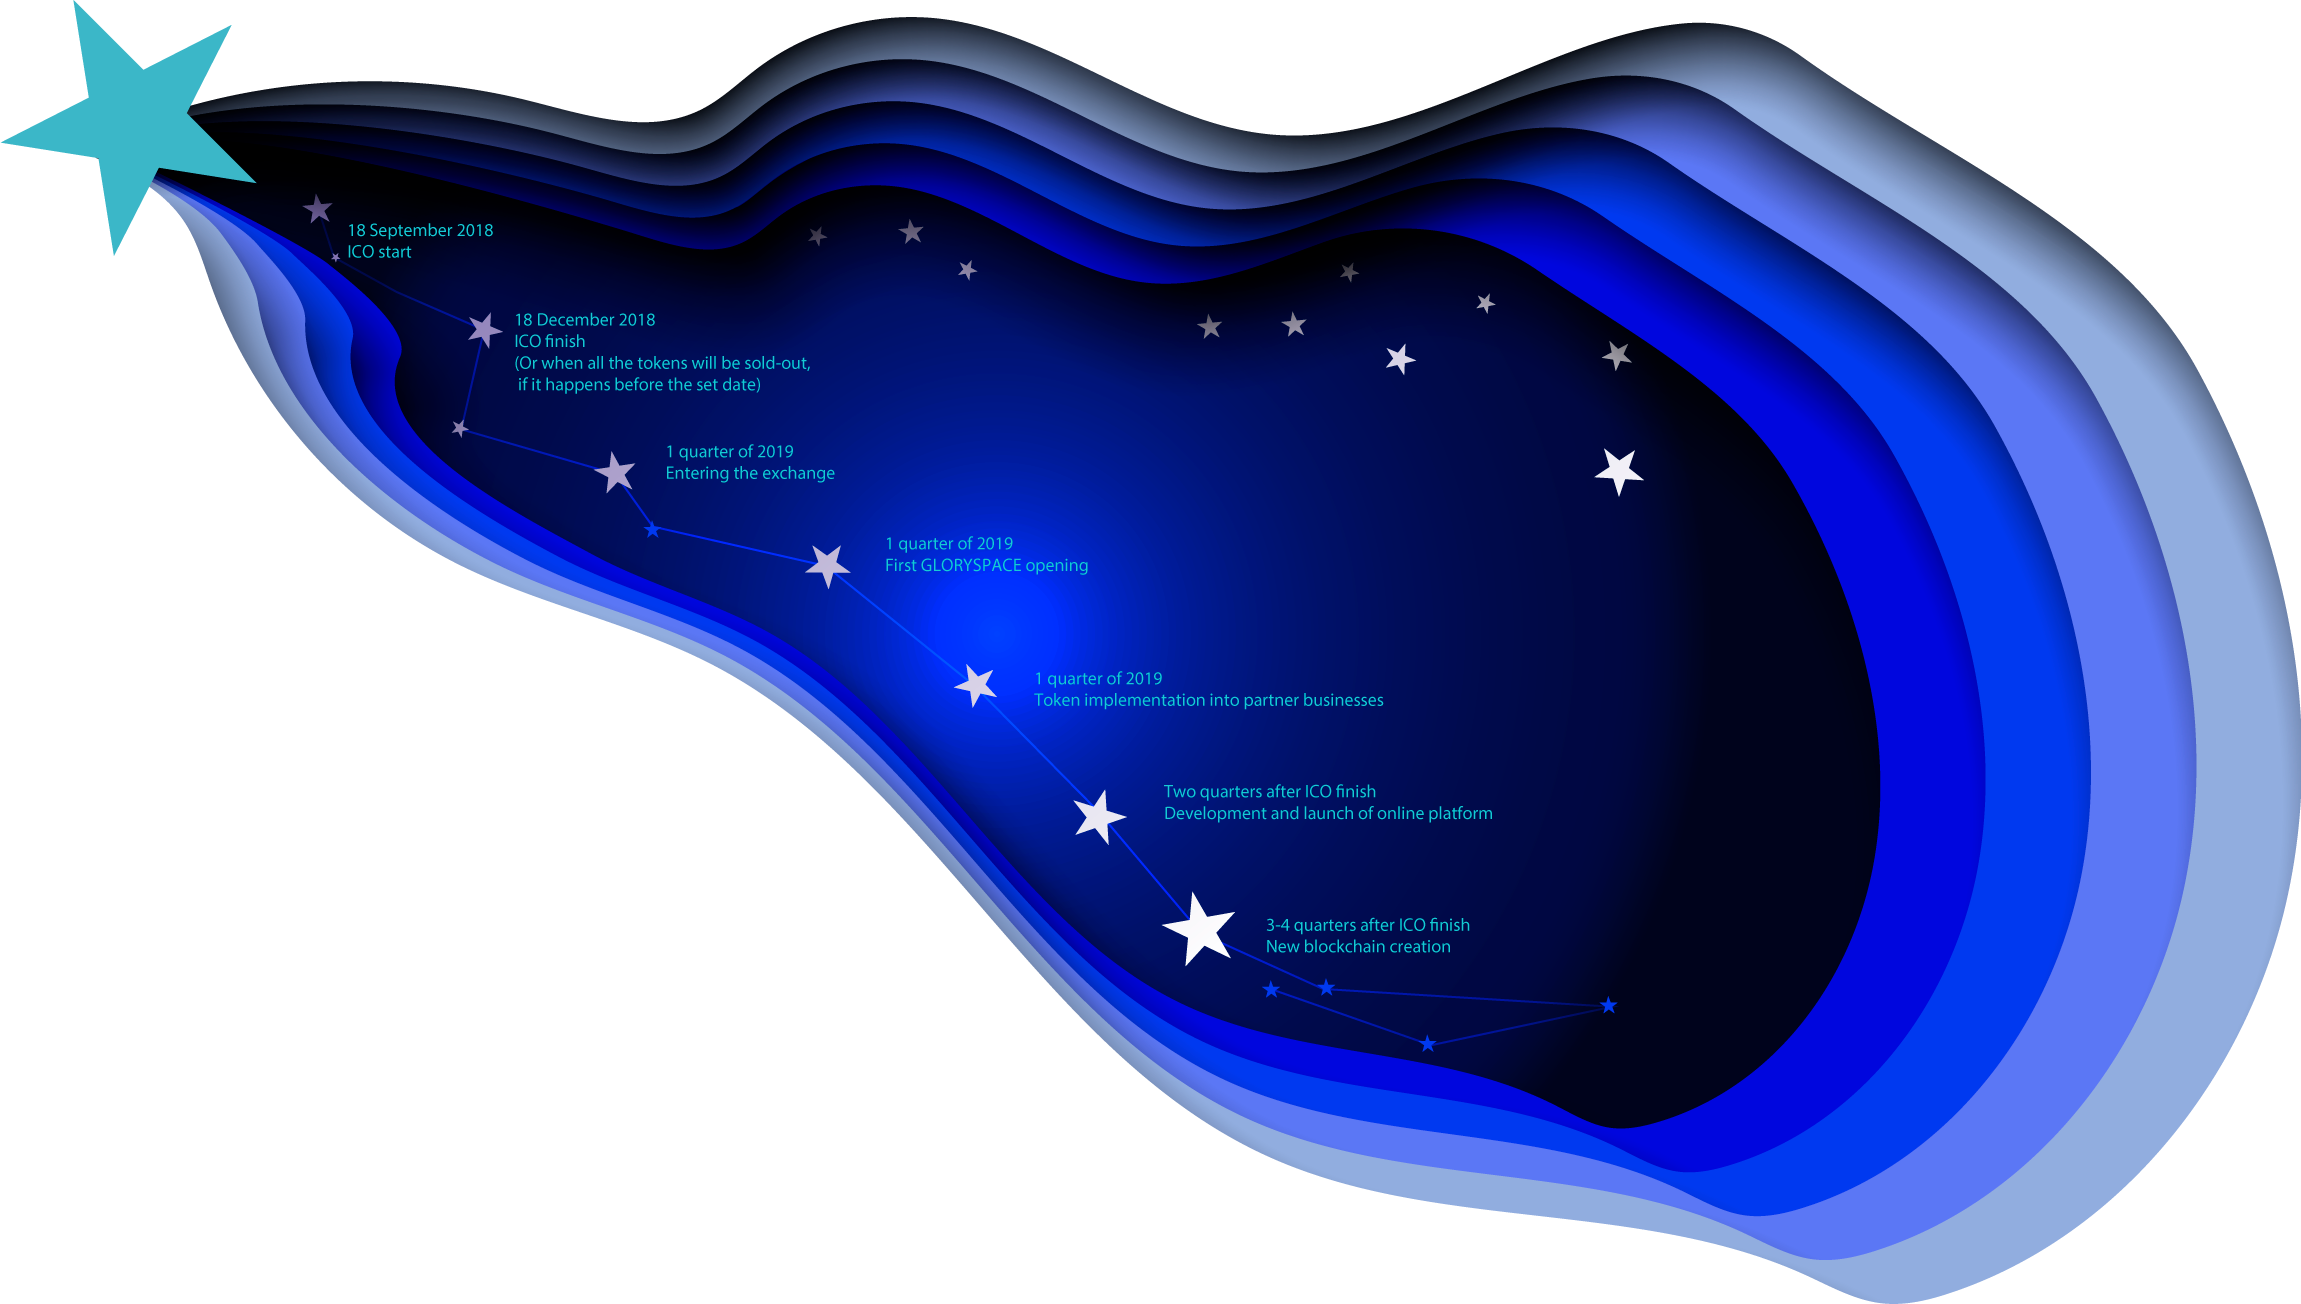 18 September 2018
ICO start
18 December 2018
ICO finish
(Or when all the tokens will be sold-out,
if it happens before the set date)
1 quarter of 2019
Entering the exchange
1 quarter of 2019
First GLORYSPACE opening
1 quarter of 2019
Token implementation into partner businesses
Two quarters after ICO finish
Development and launch of online platform
3-4 quarters after ICO finish
New blockchain creation